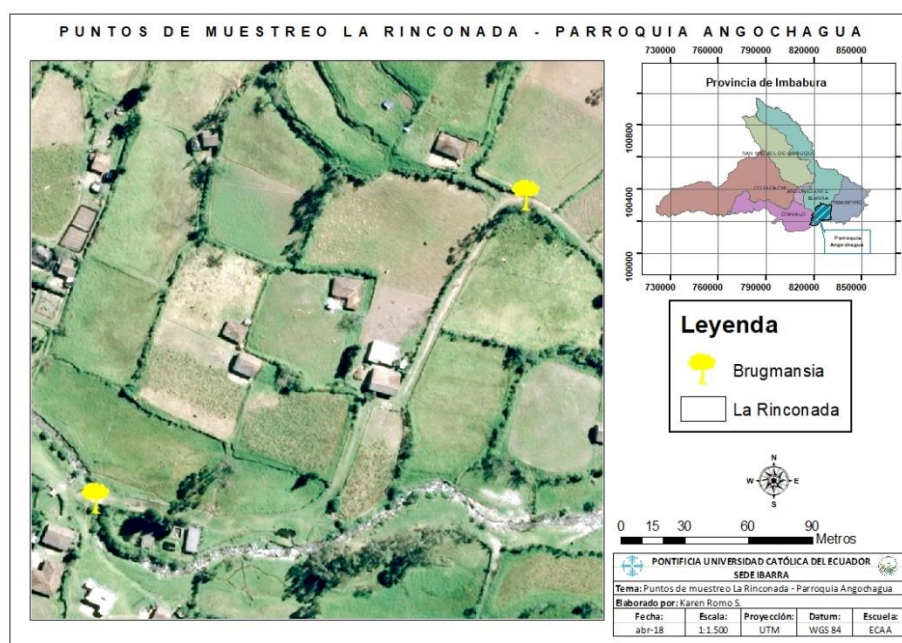 PUNTOS DE MUESTREO LA RINCONADA - PARROQUIA ANGOCHAGUA
730000 760000 790000 820000 850000
Provincia de Imbabura
100800
100400
100000
OTAVALO
Parroquia
Angochagua
730000 760000 790000 820000 850000
Leyenda
Brugmansia
La Rinconada
N
W E
S
0 15 30 60 90
Metros
PONTIFICIA UNIVERSIDAD CATÓLICA DEL ECUADOR
SEDE IBARRA
Tema: Puntos de muestreo La Rinconada - Parroquia Angochagua
Elaborado por: Karen Romo S.
Fecha: Escala: Proyección: Datum: Escuela:
abr-18 1:1.500 UTM WGS 84 ECAA